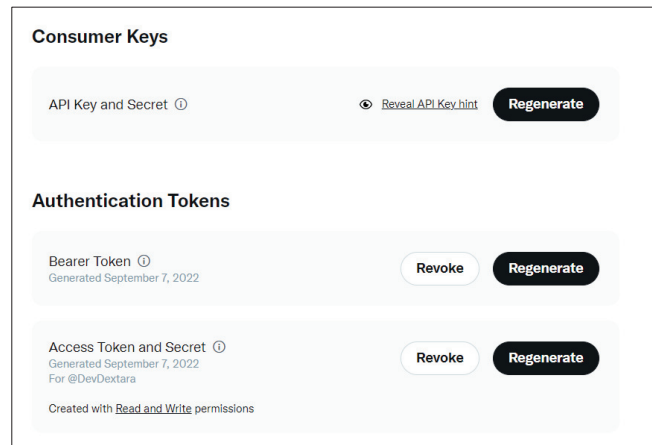 Consumer Keys
API Key and Secret
Reveal API Key hint
Regenerate
Authentication Tokens
Bearer Token
Generated September 7, 2022
Revoke
Regenerate
Access Token and Secret
Generated September 7, 2022
For @DevDextara
Revoke
Regenerate
Created with Read and Write permissions